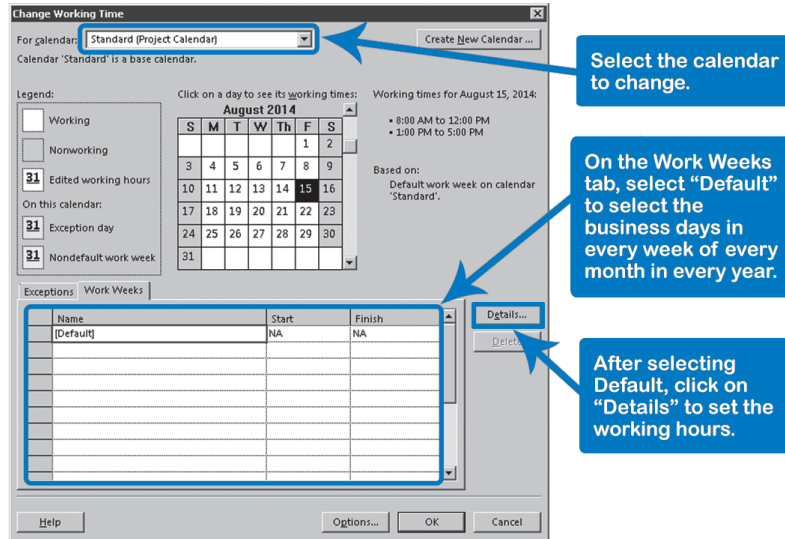 Change Working Time
For calendar: Standard (Project Calendar) Create New Calendar ...
Calendar 'Standard' is a base calendar.
Select the calendar
to change.
Legend:
Working
Nonworking
31 Edited working hours
On this calendar:
31 Exception day
31 Nondefault work week
Click on a day to see its working times:
August 2014
S M T W Th F S
1 2
3 4 5 6 7 8 9
10 11 12 13 14 15 16
17 18 19 20 21 22 23
24 25 26 27 28 29 30
31
Working times for August 15, 2014:
• 8:00 AM to 12:00 PM
• 1:00 PM to 5:00 PM
Based on:
Default work week on calendar
'Standard'.
On the Work Weeks
tab, select “Default”
to select the
business days in
every week of every
month in every year.
Exceptions Work Weeks
Name Start Finish
[Default] NA NA
Details...
Delete
After selecting
Default, click on
“Details” to set the
working hours.
Help Options... OK Cancel